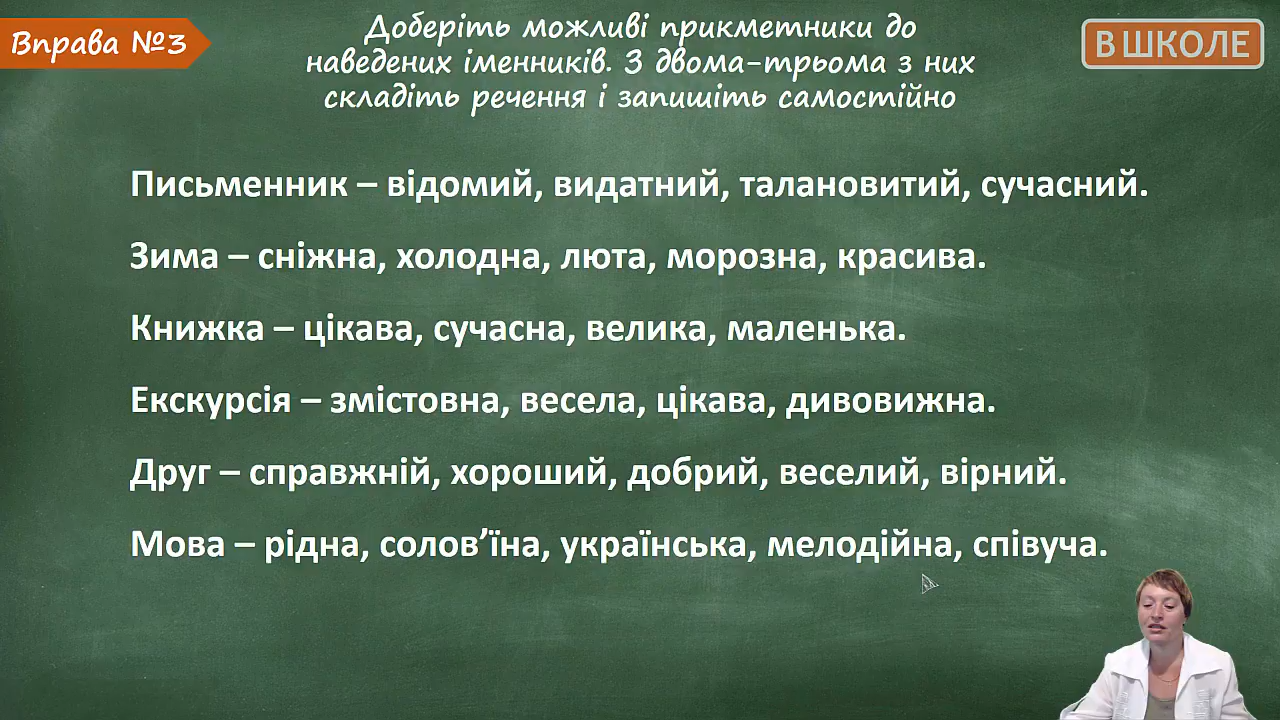 Вправа №3
Доберіть можливі прикметники до
наведених іменників. З двома-трьома з них
складіть речення і запишіть самостійно
В ШКОЛЕ
Письменник – відомий, видатний, талановитий, сучасний.
Зима – сніжна, холодна, люта, морозна, красива.
Книжка – цікава, сучасна, велика, маленька.
Екскурсія – змістовна, весела, цікава, дивовижна.
Друг – справжній, хороший, добрий, веселий, вірний.
Мова – рідна, солов’їна, українська, мелодійна, співуча.